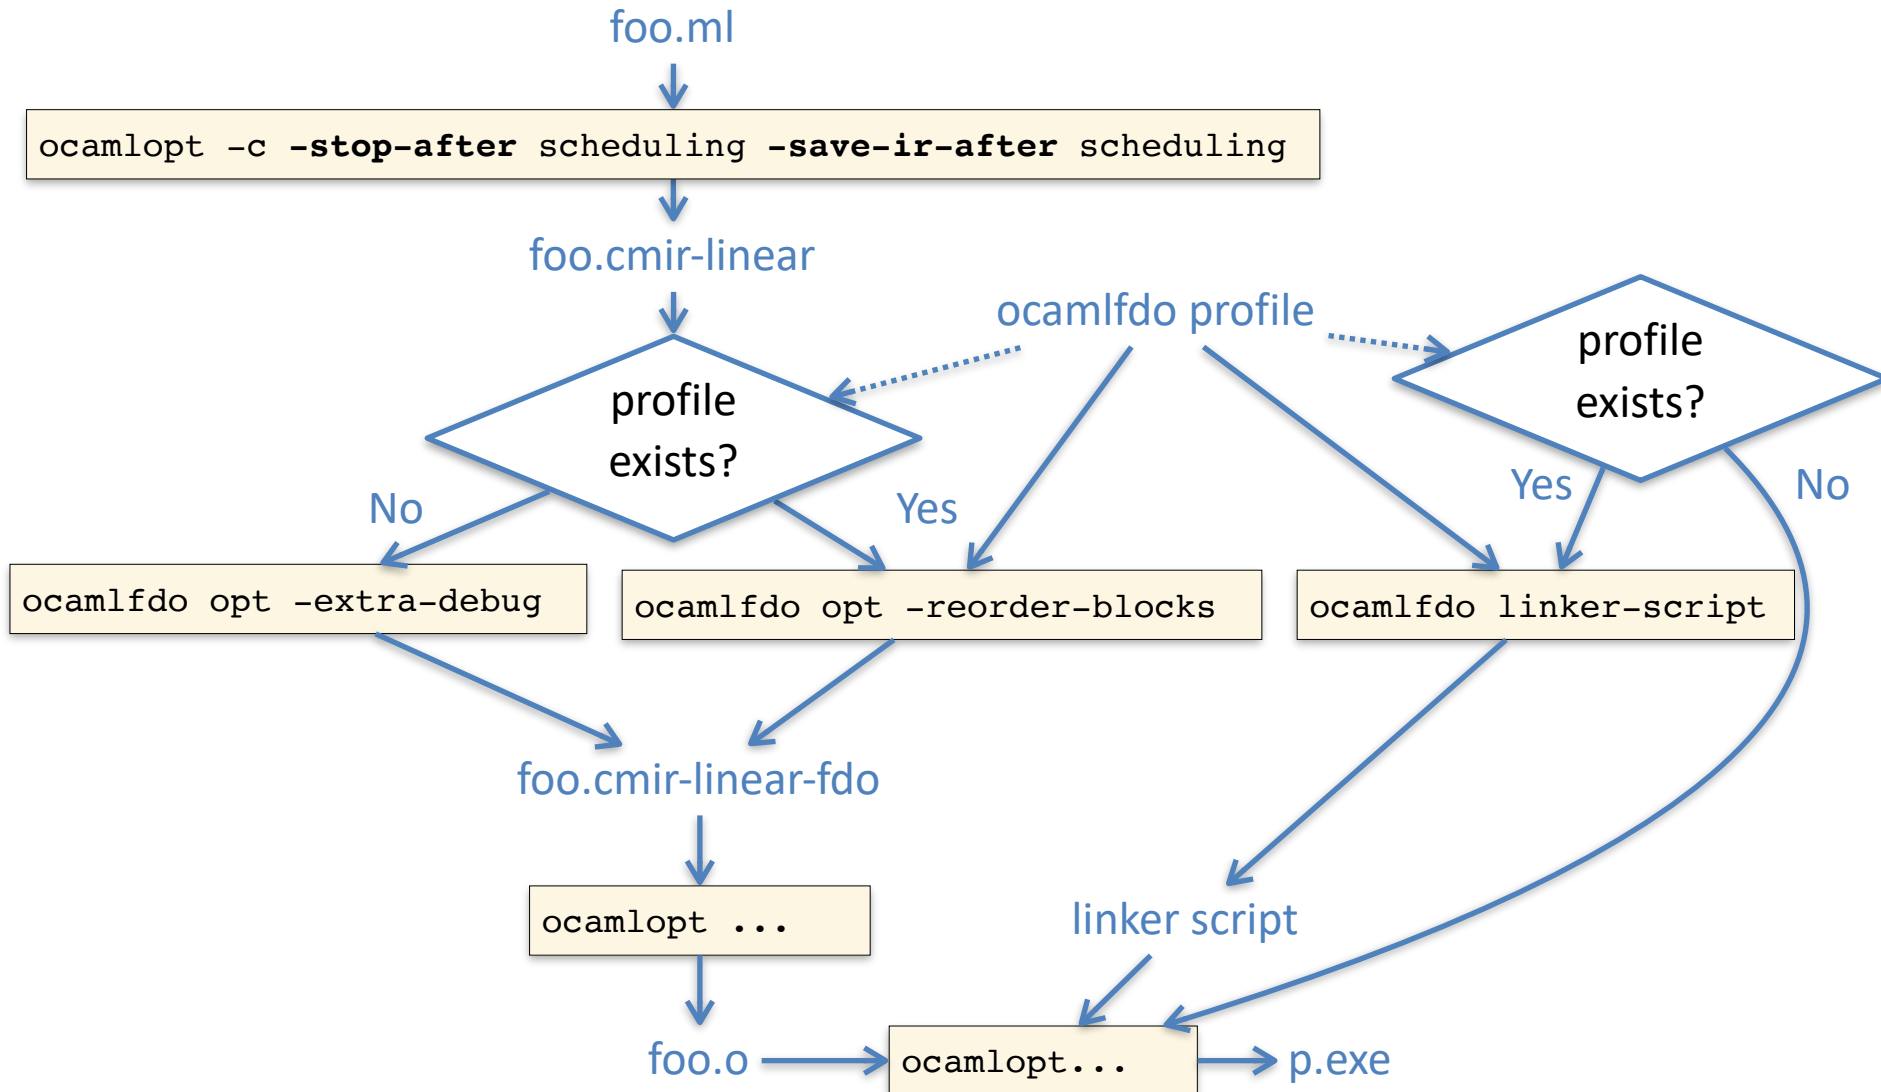 foo.ml
ocamlopt -c -stop-after scheduling -save-ir-after scheduling
foo.cmir-linear
ocamlfdo profile
profile
exists?
profile
exists?
No
Yes
Yes
No
ocamlfdo opt -extra-debug
ocamlfdo opt -reorder-blocks
ocamlfdo linker-script
foo.cmir-linear-fdo
ocamlopt ...
linker script
foo.o
ocamlopt...
p.exe